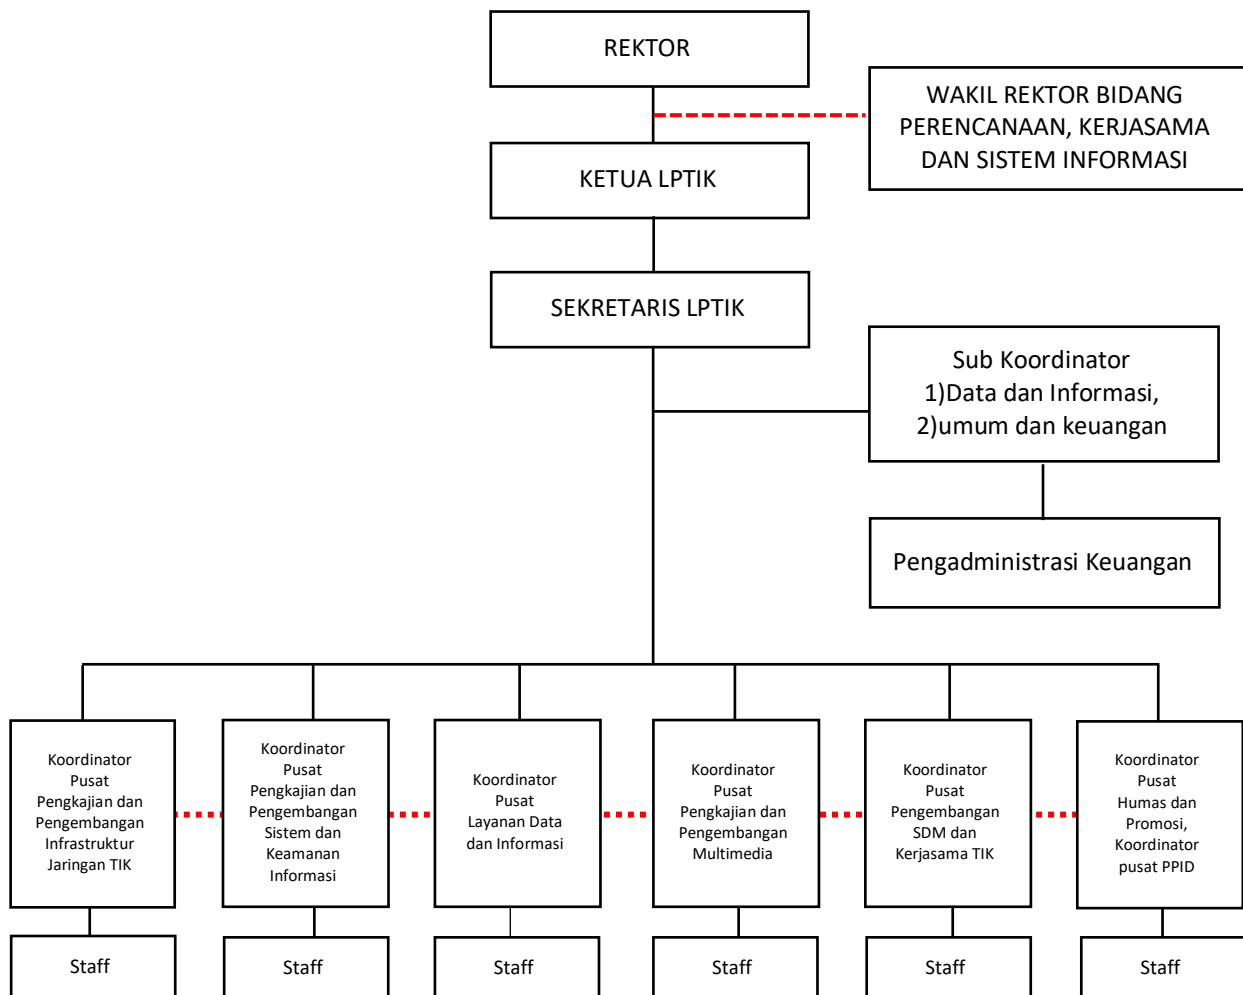 REKTOR
WAKIL REKTOR BIDANG
PERENCANAAN, KERJASAMA
DAN SISTEM INFORMASI
KETUA LPTIK
SEKRETARIS LPTIK
Sub Koordinator
1)Data dan Informasi,
2)umum dan keuangan
Pengadministrasi Keuangan
Koordinator
Pusat
Pengkajian dan
Pengembangan
Infrastruktur
Jaringan TIK
Koordinator
Pusat
Pengkajian dan
Pengembangan
Sistem dan
Keamanan
Informasi
Koordinator
Pusat
Layanan Data
dan Informasi
Koordinator
Pusat
Pengkajian dan
Pengembangan
Multimedia
Koordinator
Pusat
Pengembangan
SDM dan
Kerjasama TIK
Koordinator
Pusat
Humas dan
Promosi,
Koordinator
pusat PPID
Staff
Staff
Staff
Staff
Staff
Staff